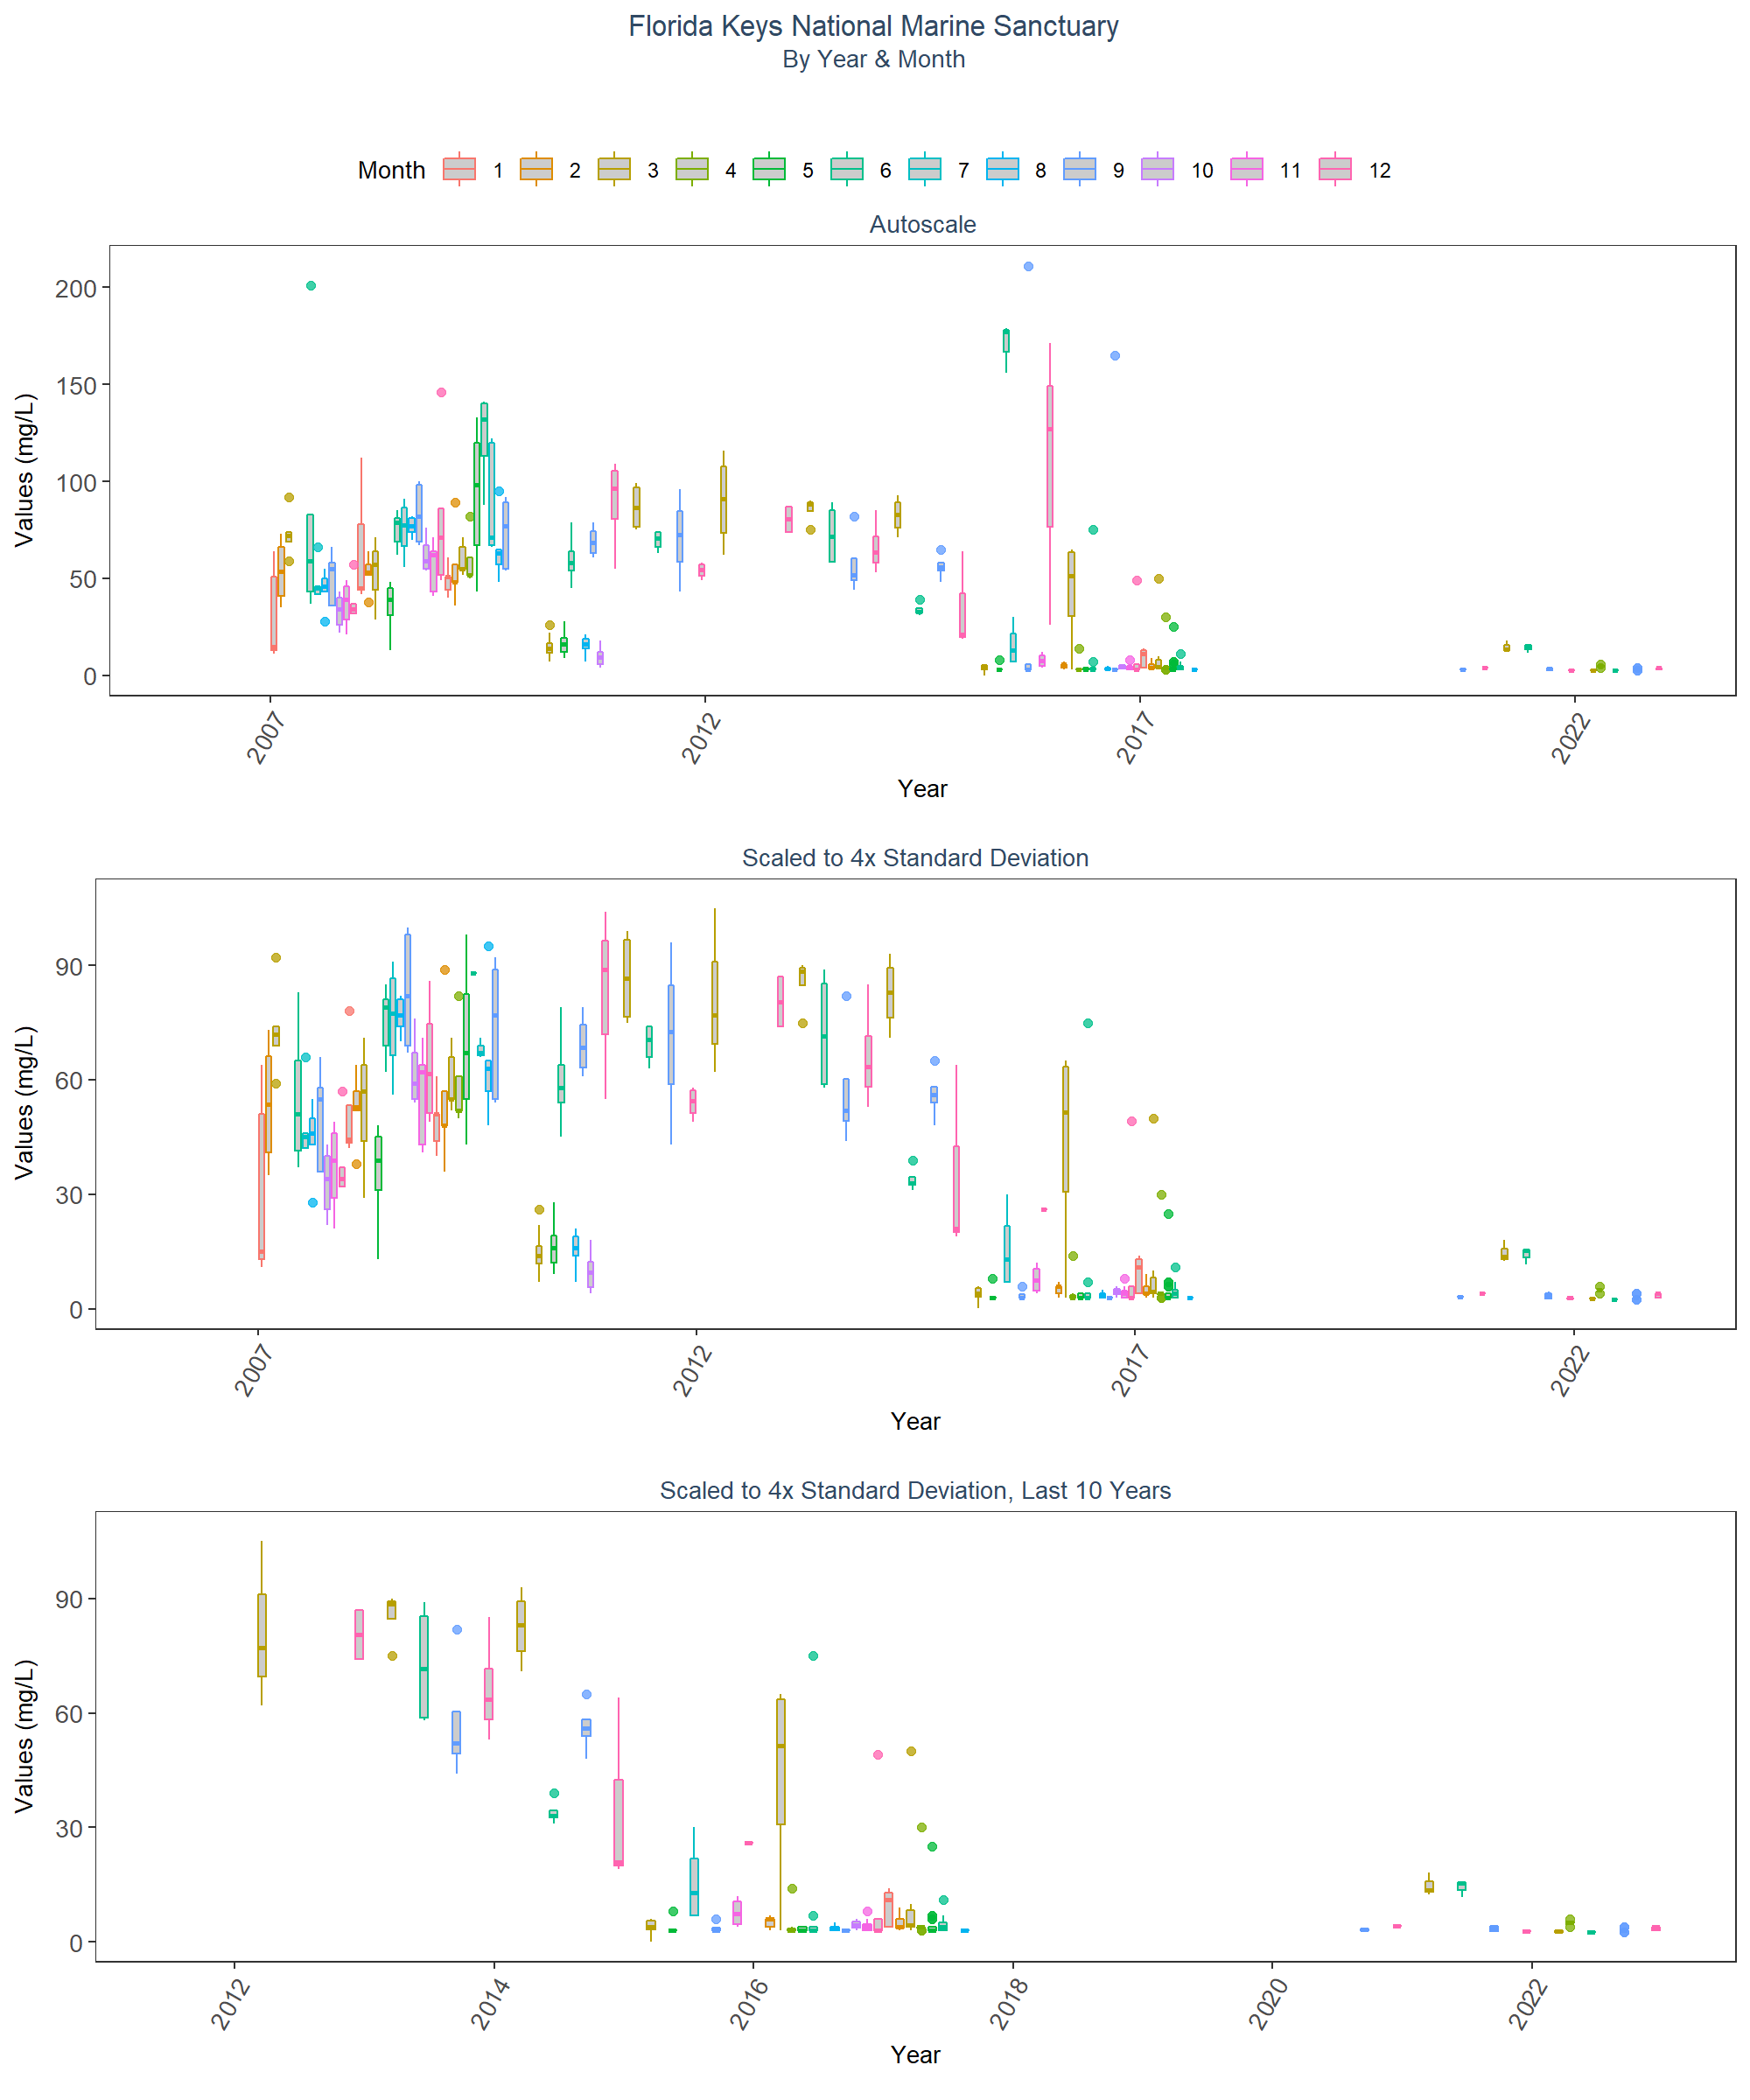 Florida Keys National Marine Sanctuary
By Year & Month
Month 1 2 3 4 5 6 7 8 9 10 11 12
Autoscale
Values (mg/L)
200
150
100
50
0
2007 2012 2017 2022
Year
Scaled to 4x Standard Deviation
Values (mg/L)
90
60
30
0
2007 2012 2017 2022
Year
Scaled to 4x Standard Deviation, Last 10 Years
Values (mg/L)
90
60
30
0
2012 2014 2016 2018 2020 2022
Year